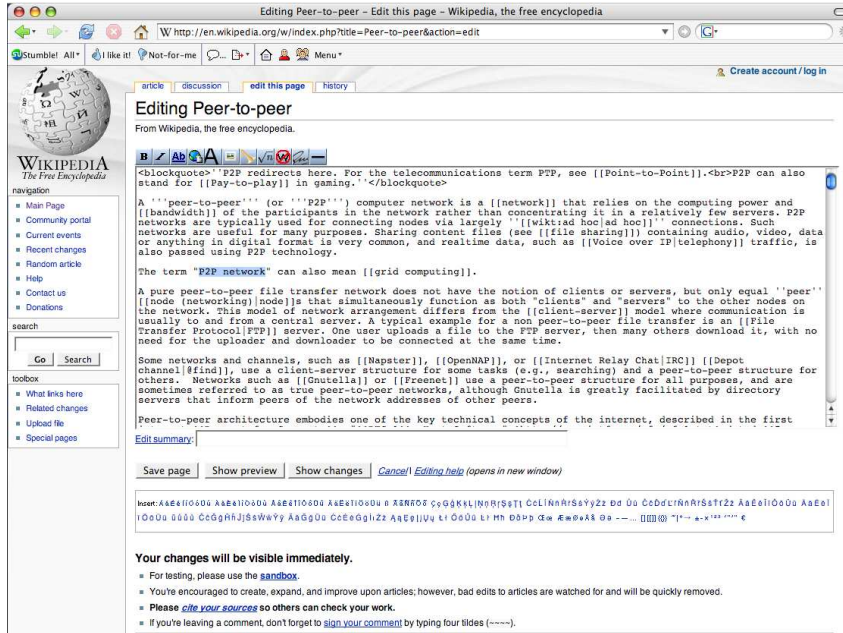 Editing Peer-to-peer – Edit this page – Wikipedia, the free encyclopedia
W http://en.wikipedia.org/w/index.php?title=Peer-to-peer&action=edit
Stumble! All I like it! Not-for-me Menu
Create account / log in
article discussion edit this page history
Editing Peer-to-peer
From Wikipedia, the free encyclopedia.
WIKIPEDIA
The Free Encyclopedia
navigation
Main Page
Community portal
Current events
Recent changes
Random article
Help
Contact us
Donations
search
Go Search
toolbox
What links here
Related changes
Upload file
Special pages
B I Ab A √n W
<blockquote>''P2P redirects here. For the telecommunications term PTP, see [[Point-to-Point]].<br>P2P can also
stand for [[Pay-to-play]] in gaming.''</blockquote>
A '''peer-to-peer''' (or '''P2P''') computer network is a [[network]] that relies on the computing power and
[[bandwidth]] of the participants in the network rather than concentrating it in a relatively few servers. P2P
networks are typically used for connecting nodes via largely ''[[wikt:ad hoc|ad hoc]]'' connections. Such
networks are useful for many purposes. Sharing content files (see [[file sharing]]) containing audio, video, data
or anything in digital format is very common, and realtime data, such as [[Voice over IP|telephony]] traffic, is
also passed using P2P technology.
The term "P2P network" can also mean [[grid computing]].
A pure peer-to-peer file transfer network does not have the notion of clients or servers, but only equal ''peer''
[[node (networking)|node]]s that simultaneously function as both "clients" and "servers" to the other nodes on
the network. This model of network arrangement differs from the [[client-server]] model where communication is
usually to and from a central server. A typical example for a non peer-to-peer file transfer is an [[File
Transfer Protocol|FTP]] server. One user uploads a file to the FTP server, then many others download it, with no
need for the uploader and downloader to be connected at the same time.
Some networks and channels, such as [[Napster]], [[OpenNAP]], or [[Internet Relay Chat|IRC]] [[Depot
channel|@find]], use a client-server structure for some tasks (e.g., searching) and a peer-to-peer structure for
others. Networks such as [[Gnutella]] or [[Freenet]] use a peer-to-peer structure for all purposes, and are
sometimes referred to as true peer-to-peer networks, although Gnutella is greatly facilitated by directory
servers that inform peers of the network addresses of other peers.
Peer-to-peer architecture embodies one of the key technical concepts of the internet, described in the first
Edit summary:
Save page Show preview Show changes Cancel | Editing help (opens in new window)
Insert:
Your changes will be visible immediately.
For testing, please use the sandbox.
You're encouraged to create, expand, and improve upon articles; however, bad edits to articles are watched for and will be quickly removed.
Please cite your sources so others can check your work.
If you're leaving a comment, don't forget to sign your comment by typing four tildes (~~~~).